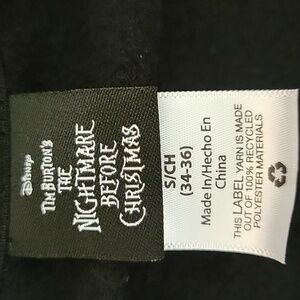 Disney
TIM BURTON'S
THE
NIGHTMARE
BEFORE
CHRISTMAS
S/CH
(34-36)
Made In/Hecho En
China
THIS LABEL YARN IS MADE
OUT OF 100% RECYCLED
POLYESTER MATERIALS